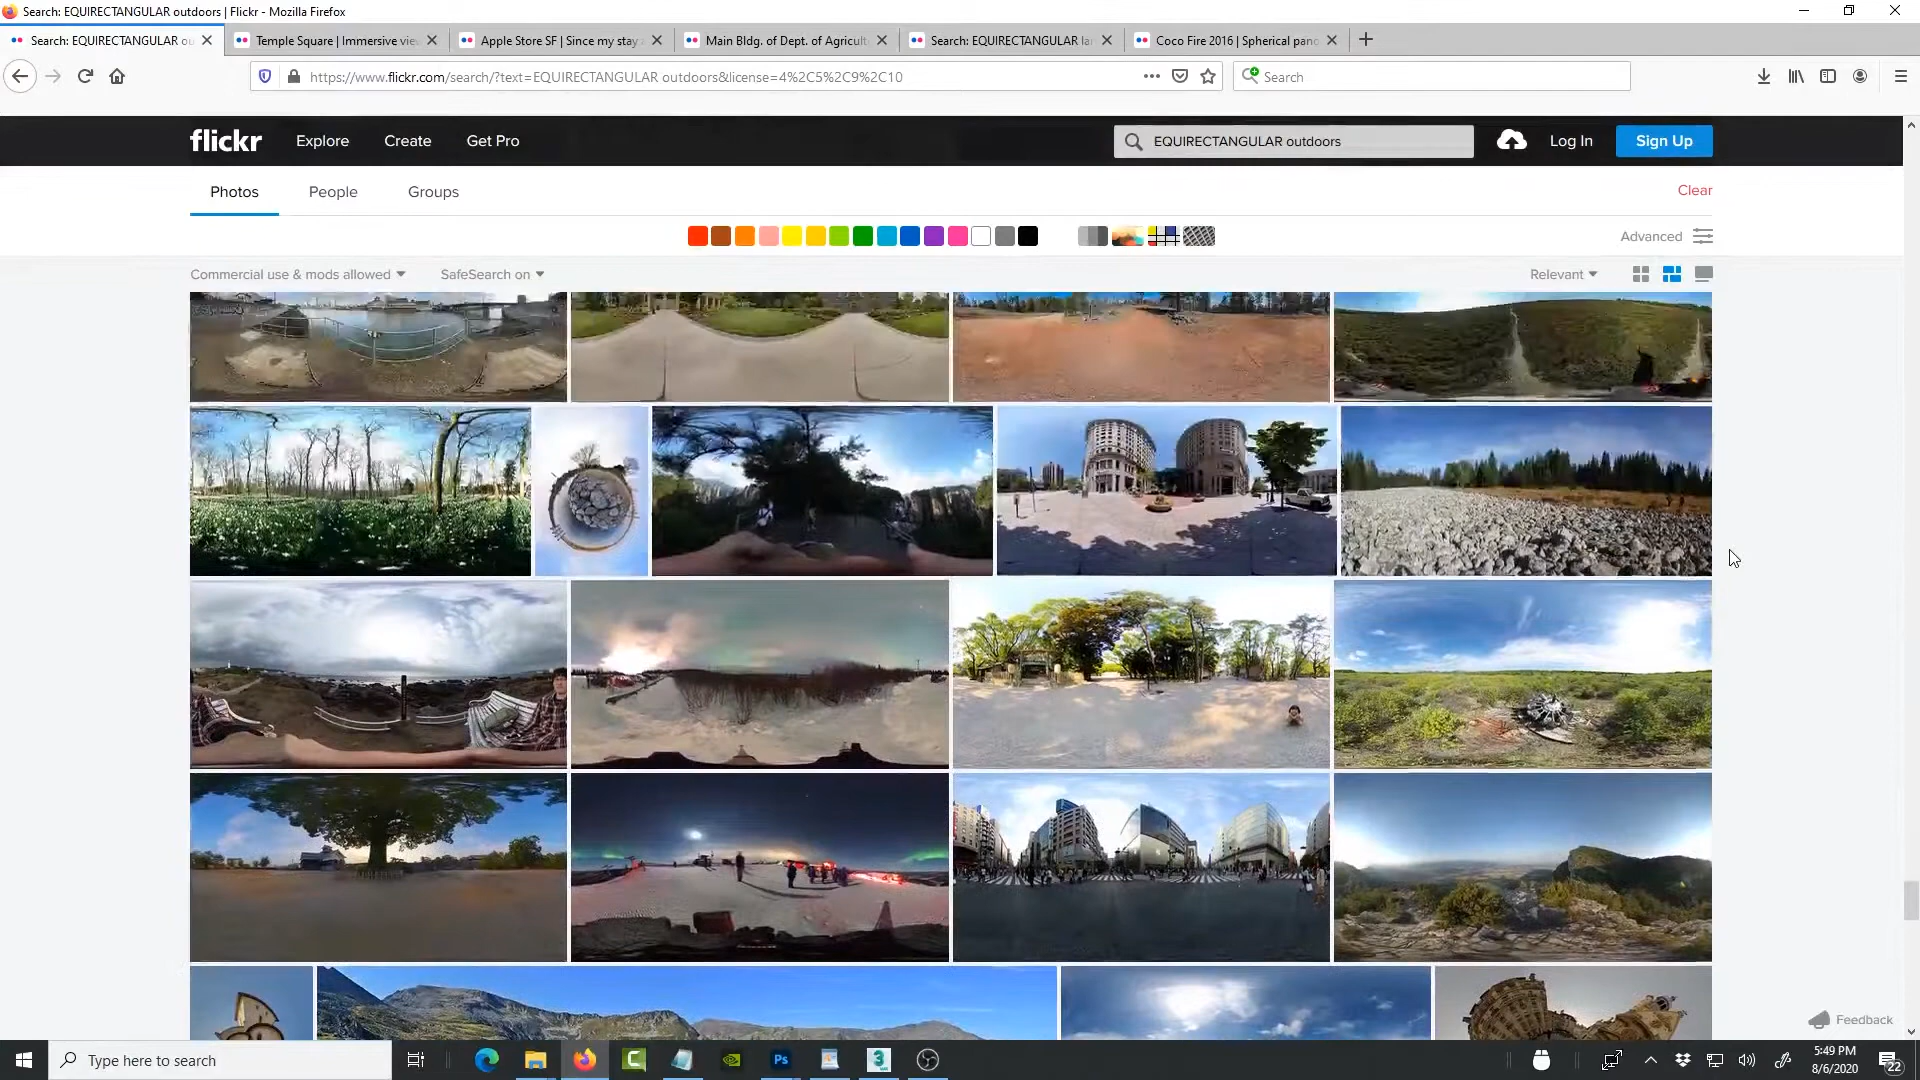 Search: EQUIRECTANGULAR outdoors | Flickr - Mozilla Firefox
Search: EQUIRECTANGULAR ou
Temple Square | Immersive vie
Apple Store SF | Since my stay
Main Bldg. of Dept. of Agricult
Search: EQUIRECTANGULAR la
Coco Fire 2016 | Spherical pano
https://www.flickr.com/search/?text=EQUIRECTANGULAR outdoors&license=4%2C5%2C9%2C10
Search
flickr
Explore
Create
Get Pro
EQUIRECTANGULAR outdoors
Log In
Sign Up
Photos
People
Groups
Clear
Advanced
Commercial use & mods allowed
SafeSearch on
Relevant
Feedback
Type here to search
Ps
3
5:49 PM
8/6/2020
22